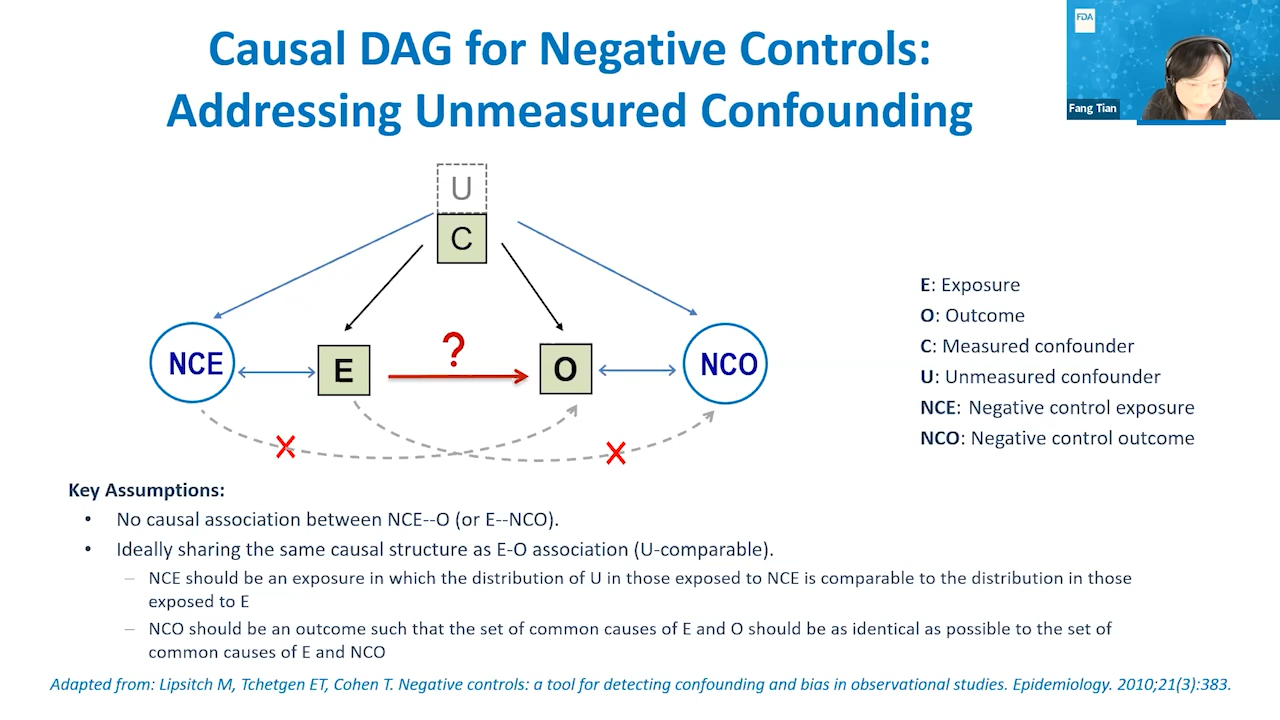 Causal DAG for Negative Controls:
Addressing Unmeasured Confounding
FDA
Fang Tian
U
C
NCE
E
?
O
NCO
E: Exposure
O: Outcome
C: Measured confounder
U: Unmeasured confounder
NCE: Negative control exposure
NCO: Negative control outcome
Key Assumptions:
• No causal association between NCE--O (or E--NCO).
• Ideally sharing the same causal structure as E-O association (U-comparable).
– NCE should be an exposure in which the distribution of U in those exposed to NCE is comparable to the distribution in those
exposed to E
– NCO should be an outcome such that the set of common causes of E and O should be as identical as possible to the set of
common causes of E and NCO
Adapted from: Lipsitch M, Tchetgen ET, Cohen T. Negative controls: a tool for detecting confounding and bias in observational studies. Epidemiology. 2010;21(3):383.